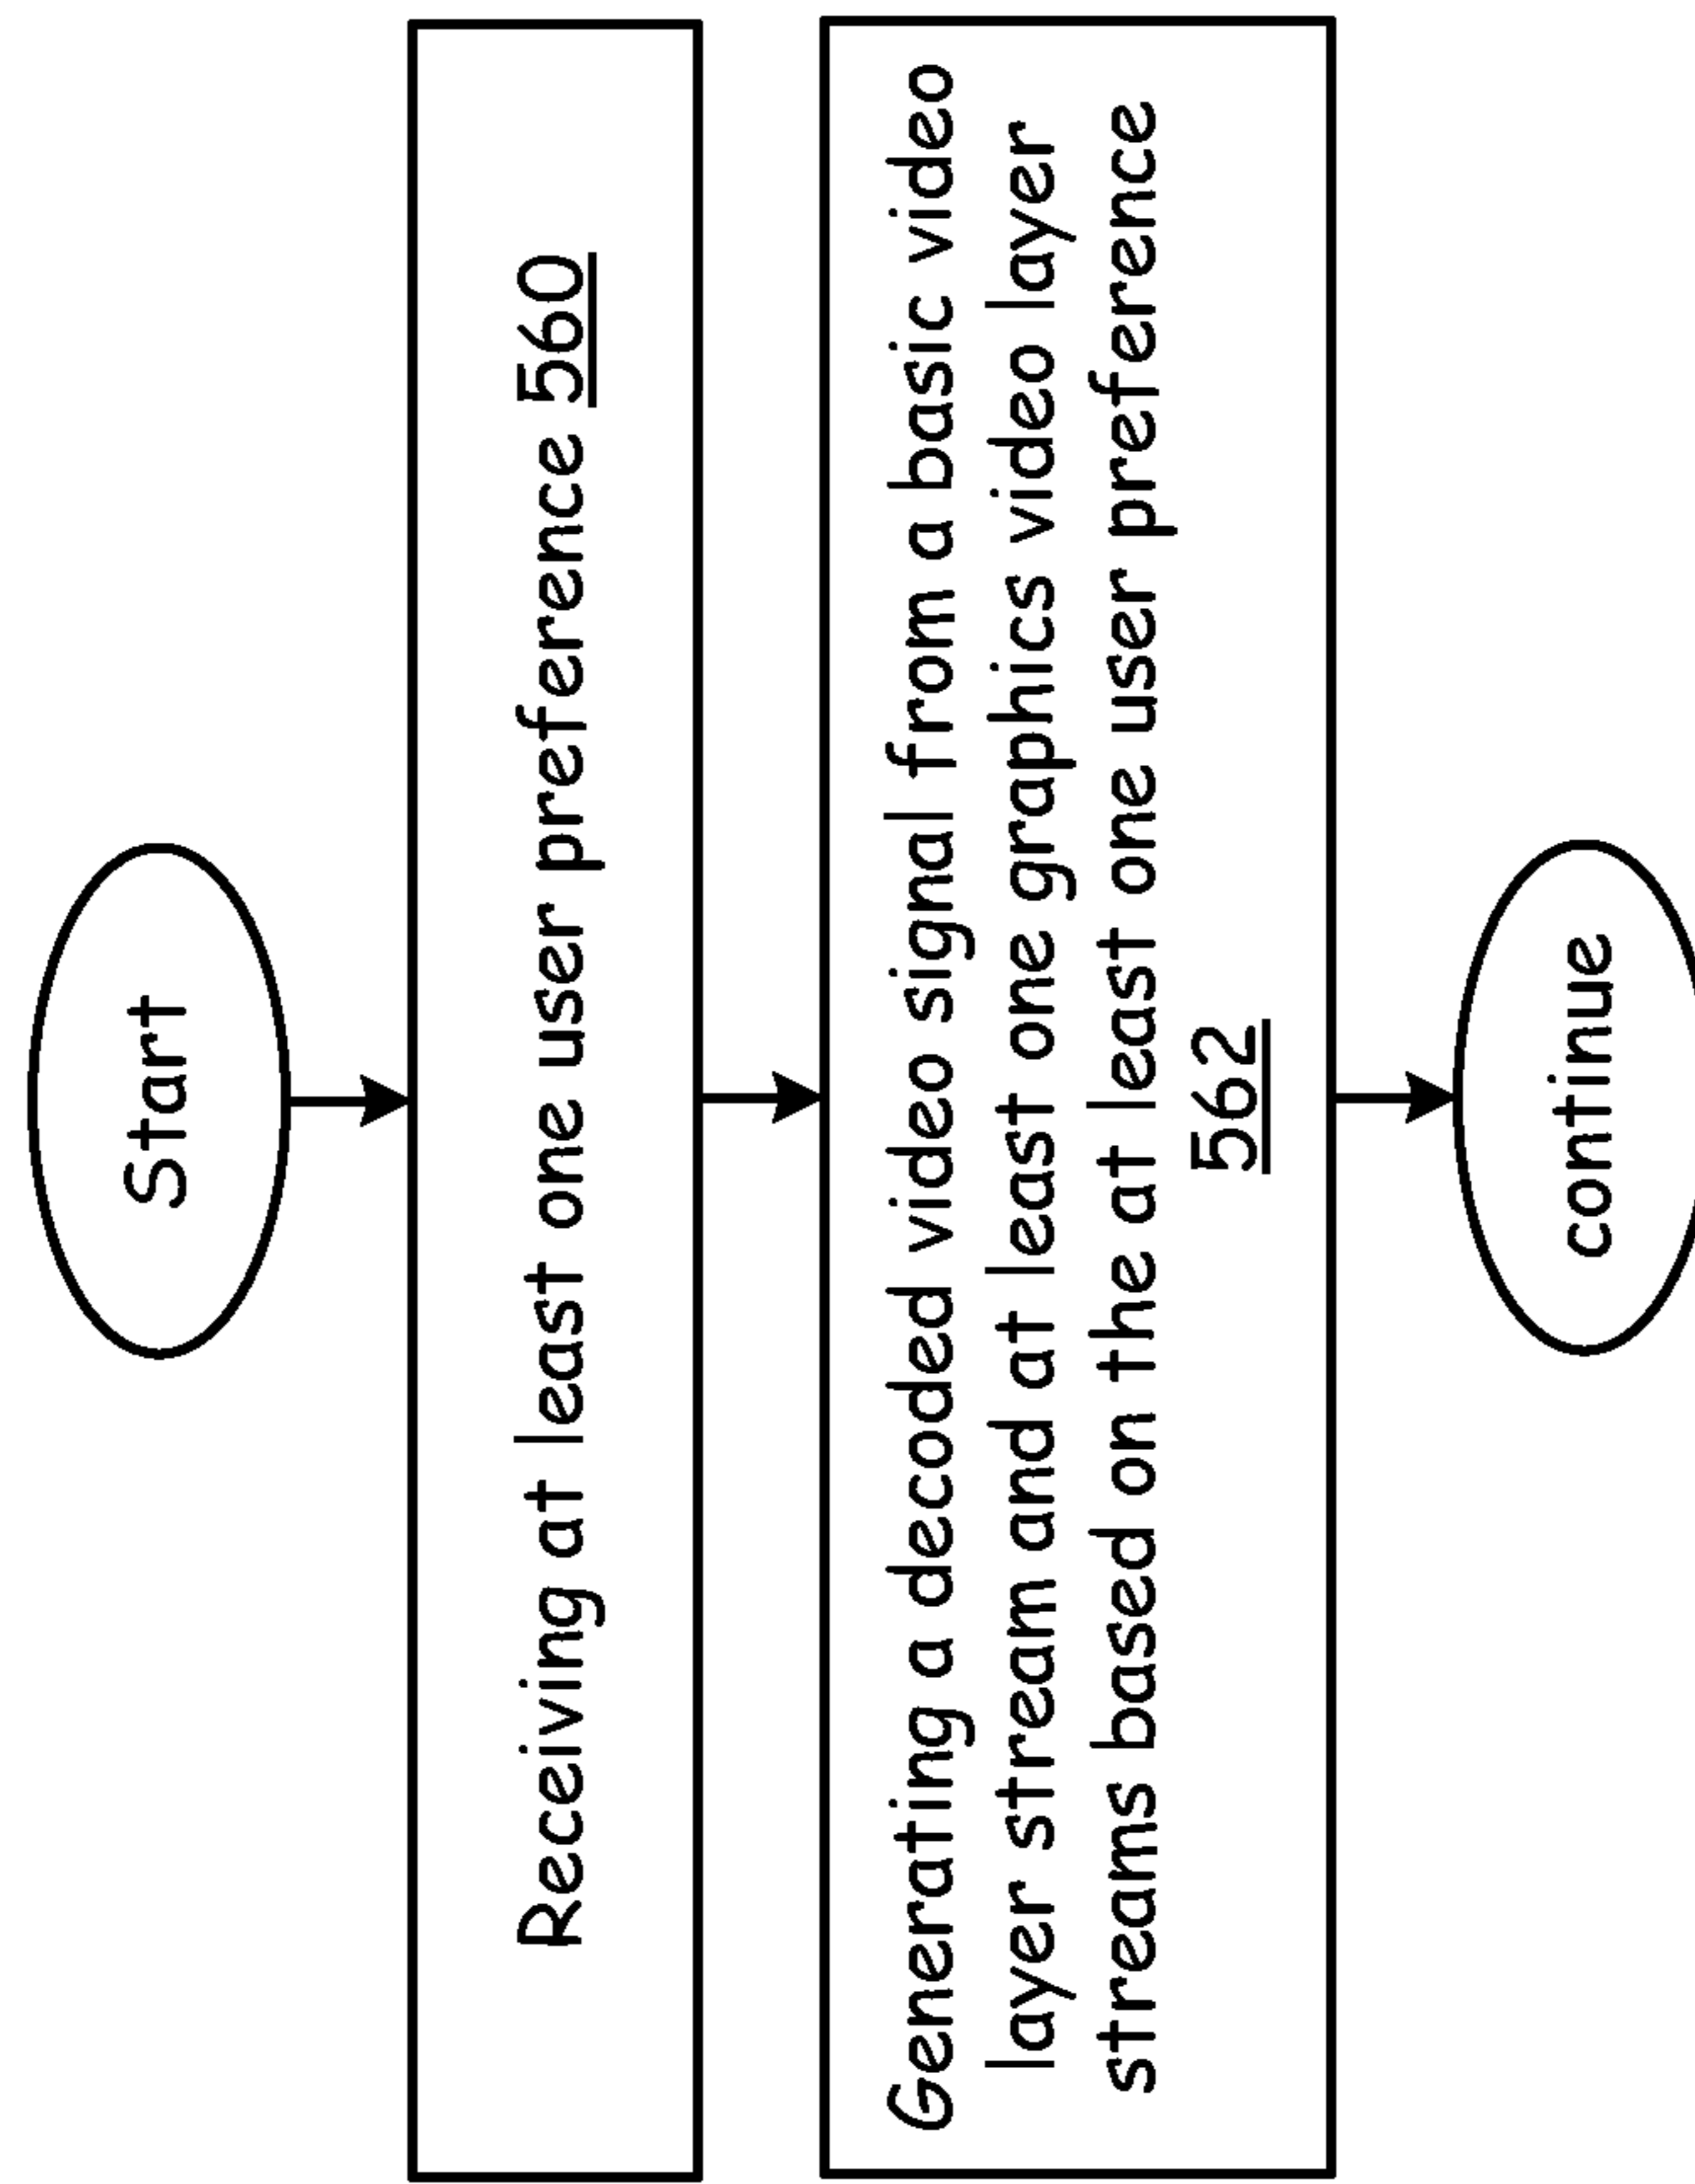 Start
Receiving at least one user preference 560
Generating a decoded video signal from a basic video
layer stream and at least one graphics video layer
streams based on the at least one user preference
562
continue